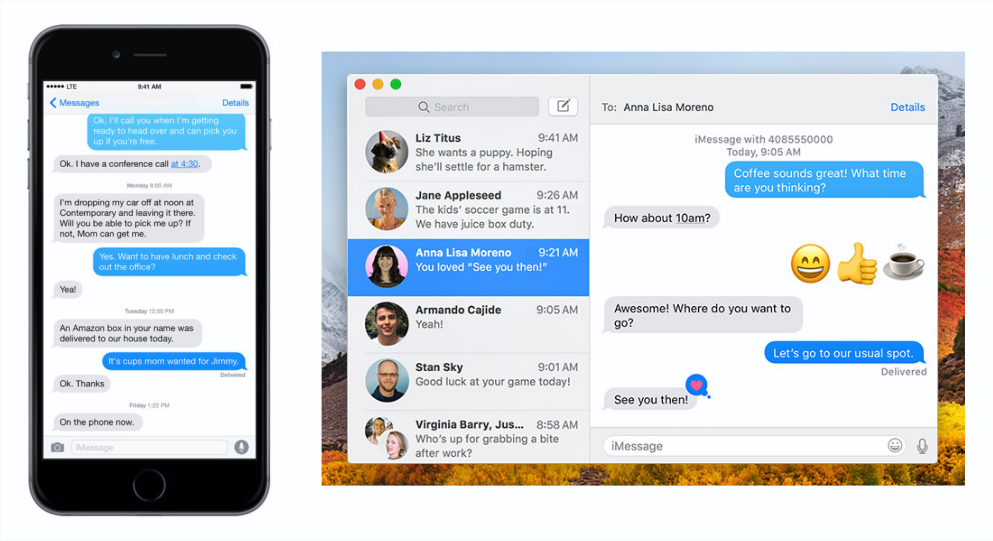 LTE
9:41 AM
Messages
Details
Ok, I'll call you when I'm getting
ready to head over and can pick you
up if you're free.
Ok. I have a conference call at 4:30.
Monday 8:00 AM
I'm dropping my car off at noon at
Contemporary and leaving it there.
Will you be able to pick me up? If
not, Mom can get me.
Yes. Want to have lunch and check
out the office?
Yea!
Tuesday 12:50 PM
An Amazon box in your name was
delivered to our house today.
It's cups mom wanted for Jimmy.
Delivered
Ok. Thanks
Friday 1:22 PM
On the phone now.
iMessage
Search
Liz Titus 9:41 AM
She wants a puppy. Hoping
she'll settle for a hamster.
Jane Appleseed 9:26 AM
The kids' soccer game is at 11.
We have juice box duty.
Anna Lisa Moreno 9:21 AM
You loved “See you then!“
Armando Cajide 9:05 AM
Yeah!
Stan Sky 9:01 AM
Good luck at your game today!
Virginia Barry, Jus... 8:58 AM
Who's up for grabbing a bite
after work?
To: Anna Lisa Moreno
Details
iMessage with 4085550000
Today, 9:05 AM
Coffee sounds great! What time
are you thinking?
How about 10am?
Awesome! Where do you want to
go?
Let's go to our usual spot.
Delivered
See you then!
iMessage